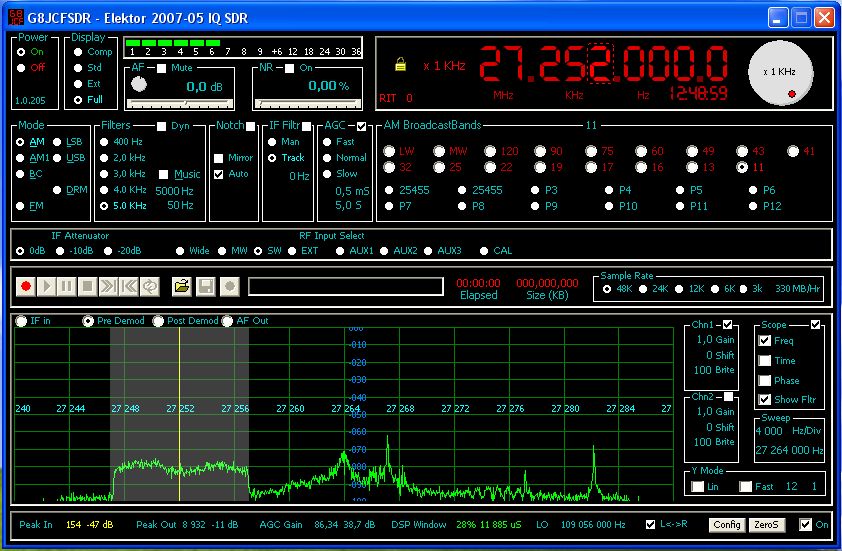 G8JCFSDR - Elektor 2007-05 IQ SDR
Power
On
Off
1.0.205
Display
Comp
Std
Ext
Full
1 2 3 4 5 6 7 8 9 +6 12 18 24 30 36
AF Mute
0,0 dB
NR On
0,00 %
x 1 KHz
27.252.000.0
MHz KHz Hz
RIT 0
12:48:59
x 1 KHz
Mode
AM LSB
AM1 USB
BC
DRM
FM
Filters Dyn
400 Hz
2,0 kHz
3,0 kHz Music
4.0 KHz 5000 Hz
5.0 KHz 50 Hz
Notch
Mirror
Auto
IF Filtr
Man
Track
0 Hz
AGC
Fast
Normal
Slow
0,5 mS
5,0 S
AM BroadcastBands 11
LW MW 120 90 75 60 49 43 41
32 25 22 19 17 16 13 11
25455 25455 P3 P4 P5 P6
P7 P8 P9 P10 P11 P12
IF Attenuator RF Input Select
0dB -10dB -20dB Wide MW SW EXT AUX1 AUX2 AUX3 CAL
00:00:00 000,000,000
Elapsed Size (KB)
Sample Rate
48K 24K 12K 6K 3k 330 MB/Hr
IF in Pre Demod Post Demod AF Out
000
-010
-020
-030
-040
240 27 244 27 248 27 252 27 256 27 260 27 264 27 268 27 272 27 276 27 280 27 284 27
-050
-060
-070
-080
-090
-100
Chn1
1,0 Gain
0 Shift
100 Brite
Chn2
1,0 Gain
0 Shift
100 Brite
Scope
Freq
Time
Phase
Show Fltr
Sweep
4 000 Hz/Div
27 264 000 Hz
Y Mode
Lin Fast 12 1
Peak In 154 -47 dB Peak Out 8 932 -11 dB AGC Gain 86,34 38,7 dB DSP Window 28% 11 885 uS LO 109 056 000 Hz L<->R Config ZeroS On